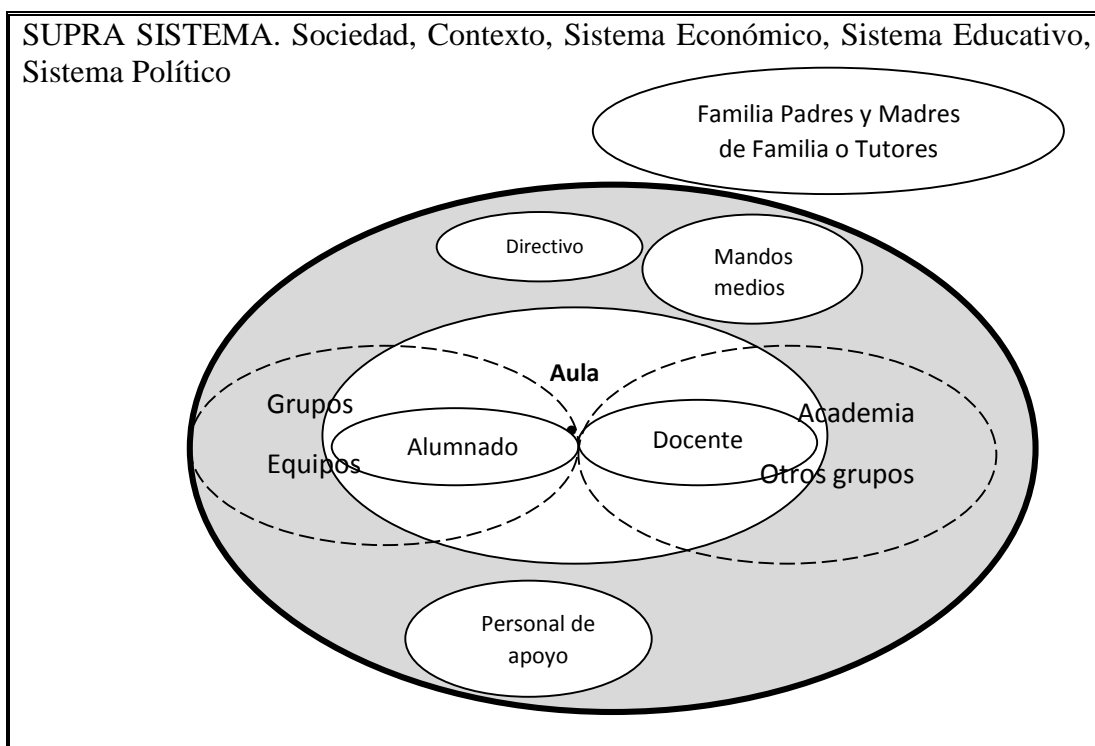 SUPRA SISTEMA. Sociedad, Contexto, Sistema Económico, Sistema Educativo,
Sistema Político
Familia Padres y Madres
de Familia o Tutores
Directivo
Mandos
medios
Aula
Grupos
Equipos
Alumnado
Docente
Academia
Otros grupos
Personal de
apoyo